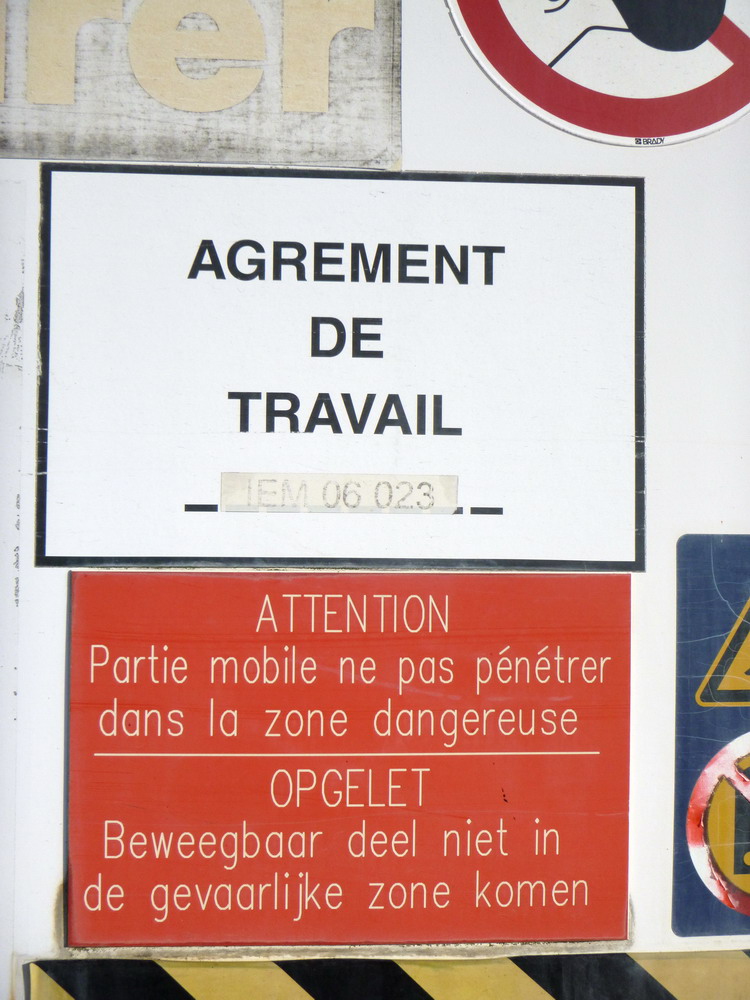 rer
BRADY
AGREMENT
DE
TRAVAIL
IEM 06 023
ATTENTION
Partie mobile ne pas pénétrer
dans la zone dangereuse
OPGELET
Beweegbaar deel niet in
de gevaarlijke zone komen